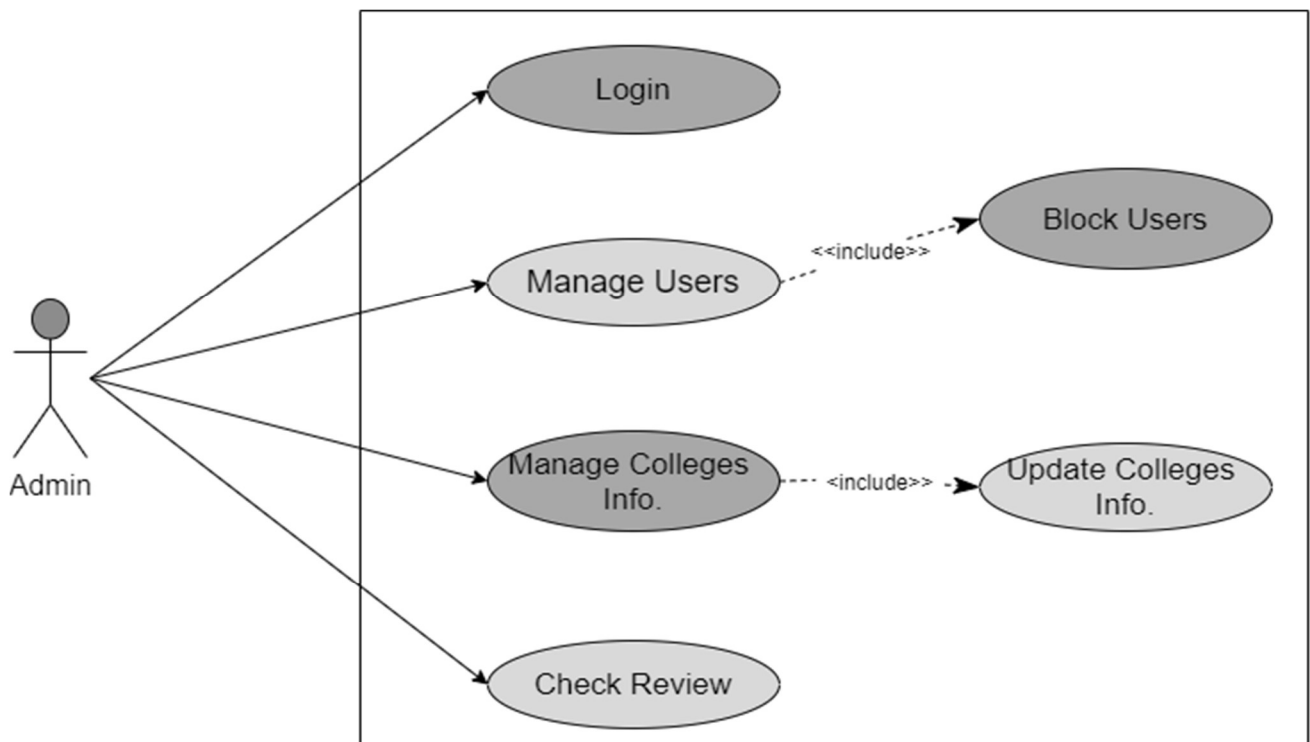 Login
Block Users
<<include>>
Manage Users
Admin
Manage Colleges
Info.
<include>>
Update Colleges
Info.
Check Review